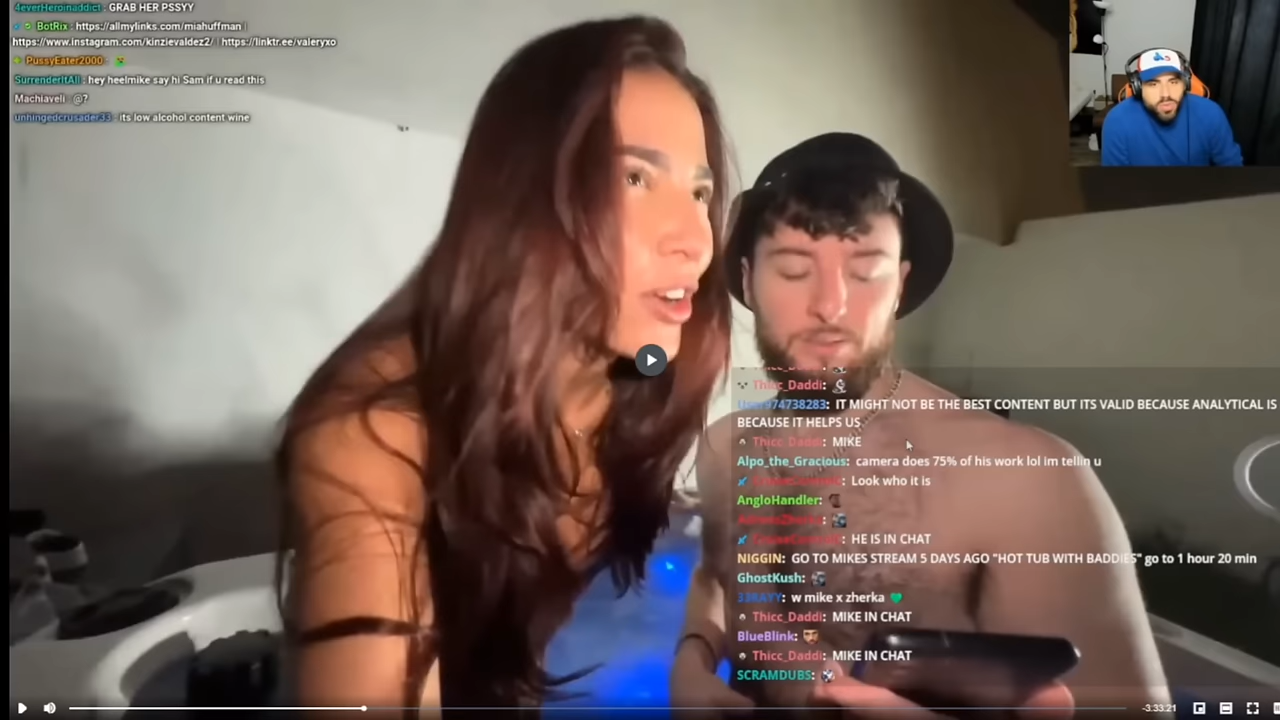 4everHeroinaddict: GRAB HER PSSYY
BotRix: https://allmylinks.com/miahuffman |
https://www.instagram.com/kinzievaldez2/ | https://linktr.ee/valeryxo
PussyEater2000:
SurrenderItAll: hey heelmike say hi Sam if u read this
Machiaveli @?
unhingedcrusader33: its low alcohol content wine
Thicc_Daddi:
Thicc_Daddi:
User974738283: IT MIGHT NOT BE THE BEST CONTENT BUT ITS VALID BECAUSE ANALYTICAL IS
BECAUSE IT HELPS US
Thicc_Daddi: MIKE
Alpo_the_Gracious: camera does 75% of his work lol im tellin u
: Look who it is
AngloHandler:
: HE IS IN CHAT
NIGGIN: GO TO MIKES STREAM 5 DAYS AGO "HOT TUB WITH BADDIES" go to 1 hour 20 min
GhostKush:
33RAYY: w mike x zherka
Thicc_Daddi: MIKE IN CHAT
BlueBlink:
Thicc_Daddi: MIKE IN CHAT
SCRAMDUBS:
-3:33:21